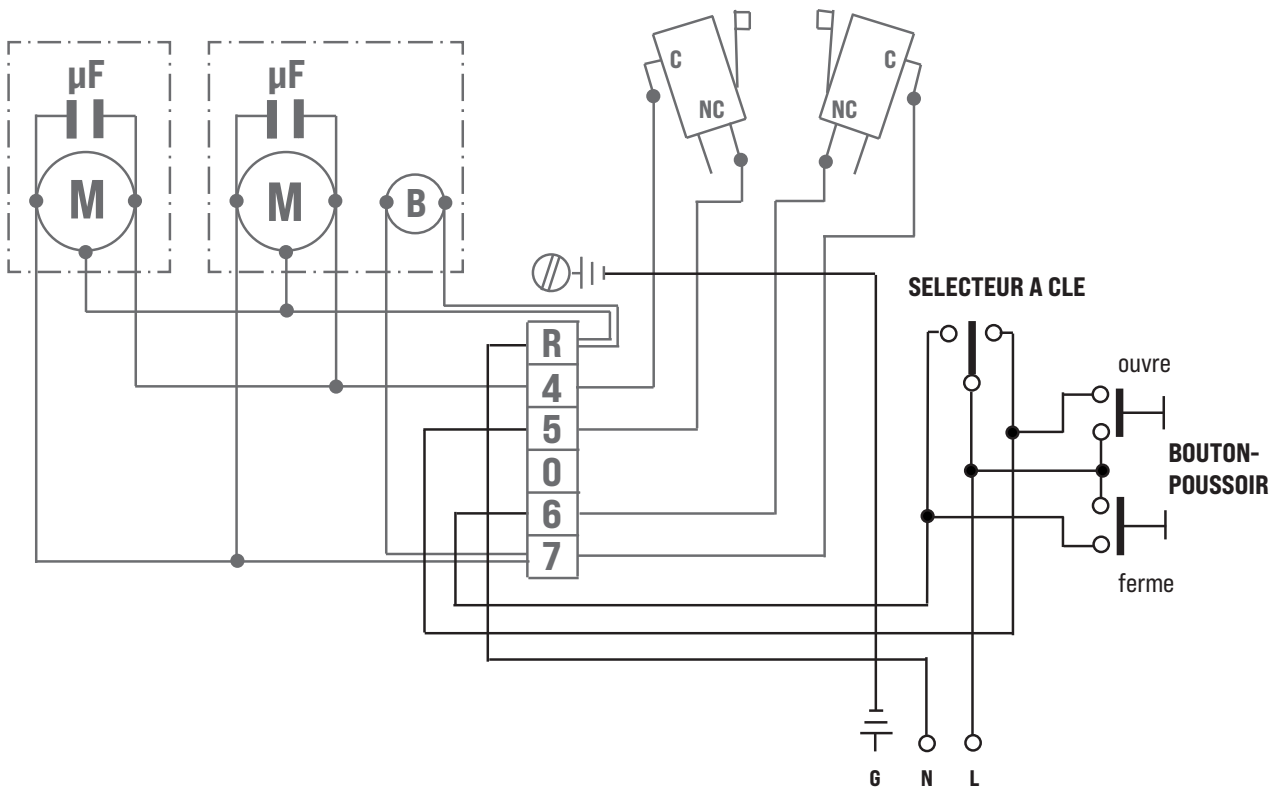 µF
µF
M
M
B
C
NC
C
NC
R
4
5
0
6
7
SELECTEUR A CLE
ouvre
BOUTON-
POUSSOIR
ferme
G N L